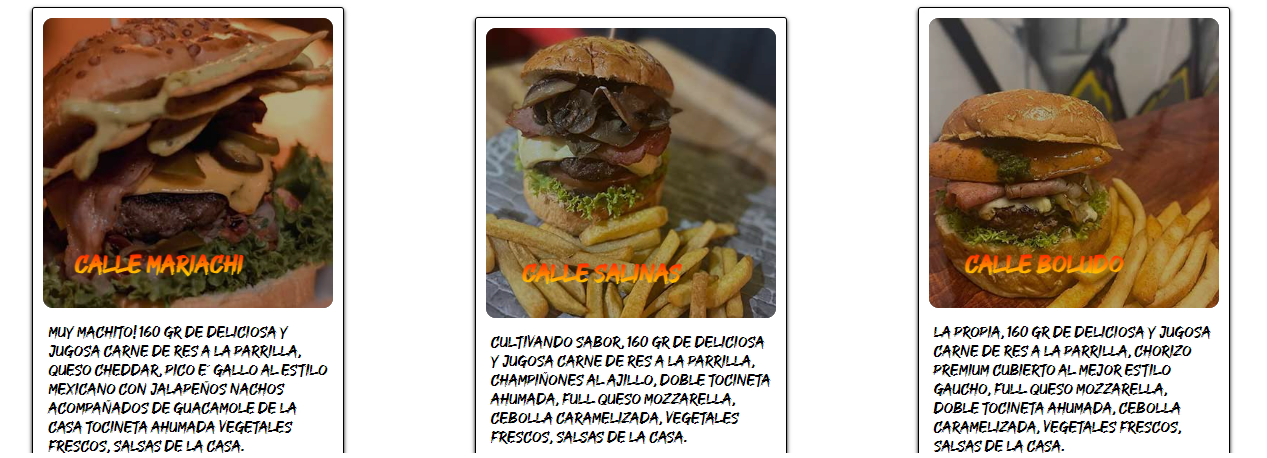 CALLE MARIACHI
MUY MACHITO! 160 GR DE DELICIOSA Y
JUGOSA CARNE DE RES A LA PARRILLA,
QUESO CHEDDAR, PICO E´ GALLO AL ESTILO
MEXICANO CON JALAPEÑOS NACHOS
ACOMPAÑADOS DE GUACAMOLE DE LA
CASA TOCINETA AHUMADA VEGETALES
FRESCOS, SALSAS DE LA CASA.
CALLE SALINAS
CULTIVANDO SABOR, 160 GR DE DELICIOSA
Y JUGOSA CARNE DE RES A LA PARRILLA,
CHAMPIÑONES AL AJILLO, DOBLE TOCINETA
AHUMADA, FULL QUESO MOZZARELLA,
CEBOLLA CARAMELIZADA, VEGETALES
FRESCOS, SALSAS DE LA CASA.
CALLE BOLUDO
LA PROPIA, 160 GR DE DELICIOSA Y JUGOSA
CARNE DE RES A LA PARRILLA, CHORIZO
PREMIUM CUBIERTO AL MEJOR ESTILO
GAUCHO, FULL QUESO MOZZARELLA,
DOBLE TOCINETA AHUMADA, CEBOLLA
CARAMELIZADA, VEGETALES FRESCOS,
SALSAS DE LA CASA.